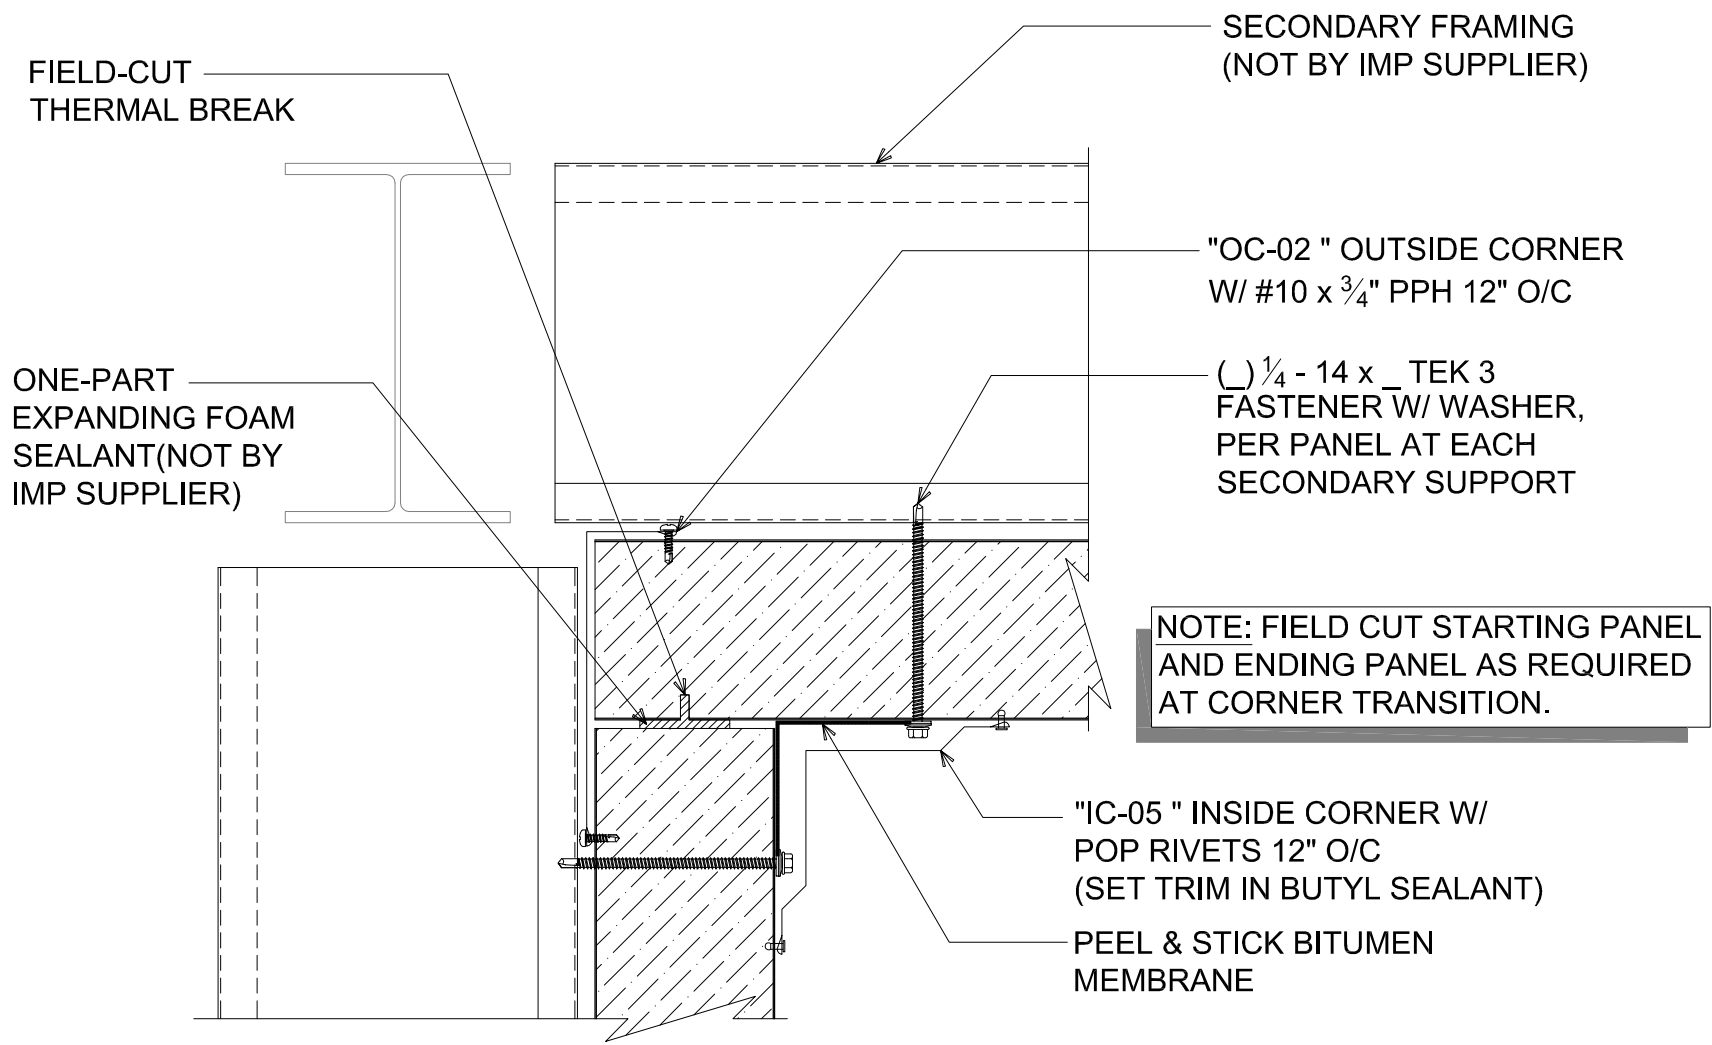 SECONDARY FRAMING
(NOT BY IMP SUPPLIER)
FIELD-CUT
THERMAL BREAK
"OC-02 " OUTSIDE CORNER
W/ #10 x 3⁄4" PPH 12" O/C
ONE-PART
EXPANDING FOAM
SEALANT(NOT BY
IMP SUPPLIER)
(_) 1⁄4 - 14 x _ TEK 3
FASTENER W/ WASHER,
PER PANEL AT EACH
SECONDARY SUPPORT
NOTE: FIELD CUT STARTING PANEL
AND ENDING PANEL AS REQUIRED
AT CORNER TRANSITION.
"IC-05 " INSIDE CORNER W/
POP RIVETS 12" O/C
(SET TRIM IN BUTYL SEALANT)
PEEL & STICK BITUMEN
MEMBRANE